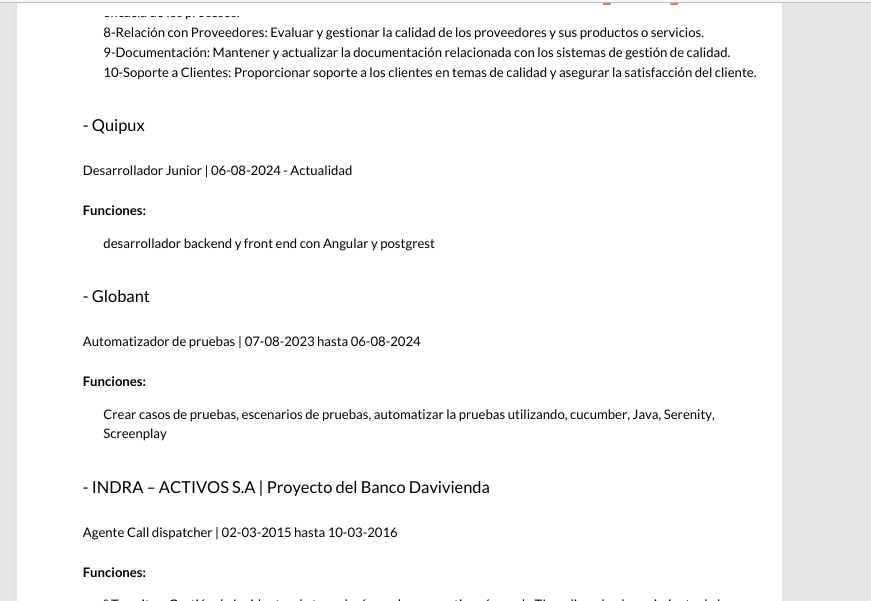 8-Relación con Proveedores: Evaluar y gestionar la calidad de los proveedores y sus productos o servicios.
9-Documentación: Mantener y actualizar la documentación relacionada con los sistemas de gestión de calidad.
10-Soporte a Clientes: Proporcionar soporte a los clientes en temas de calidad y asegurar la satisfacción del cliente.
- Quipux
Desarrollador Junior | 06-08-2024 - Actualidad
Funciones:
desarrollador backend y front end con Angular y postgrest
- Globant
Automatizador de pruebas | 07-08-2023 hasta 06-08-2024
Funciones:
Crear casos de pruebas, escenarios de pruebas, automatizar la pruebas utilizando, cucumber, Java, Serenity,
Screenplay
- INDRA – ACTIVOS S.A | Proyecto del Banco Davivienda
Agente Call dispatcher | 02-03-2015 hasta 10-03-2016
Funciones: